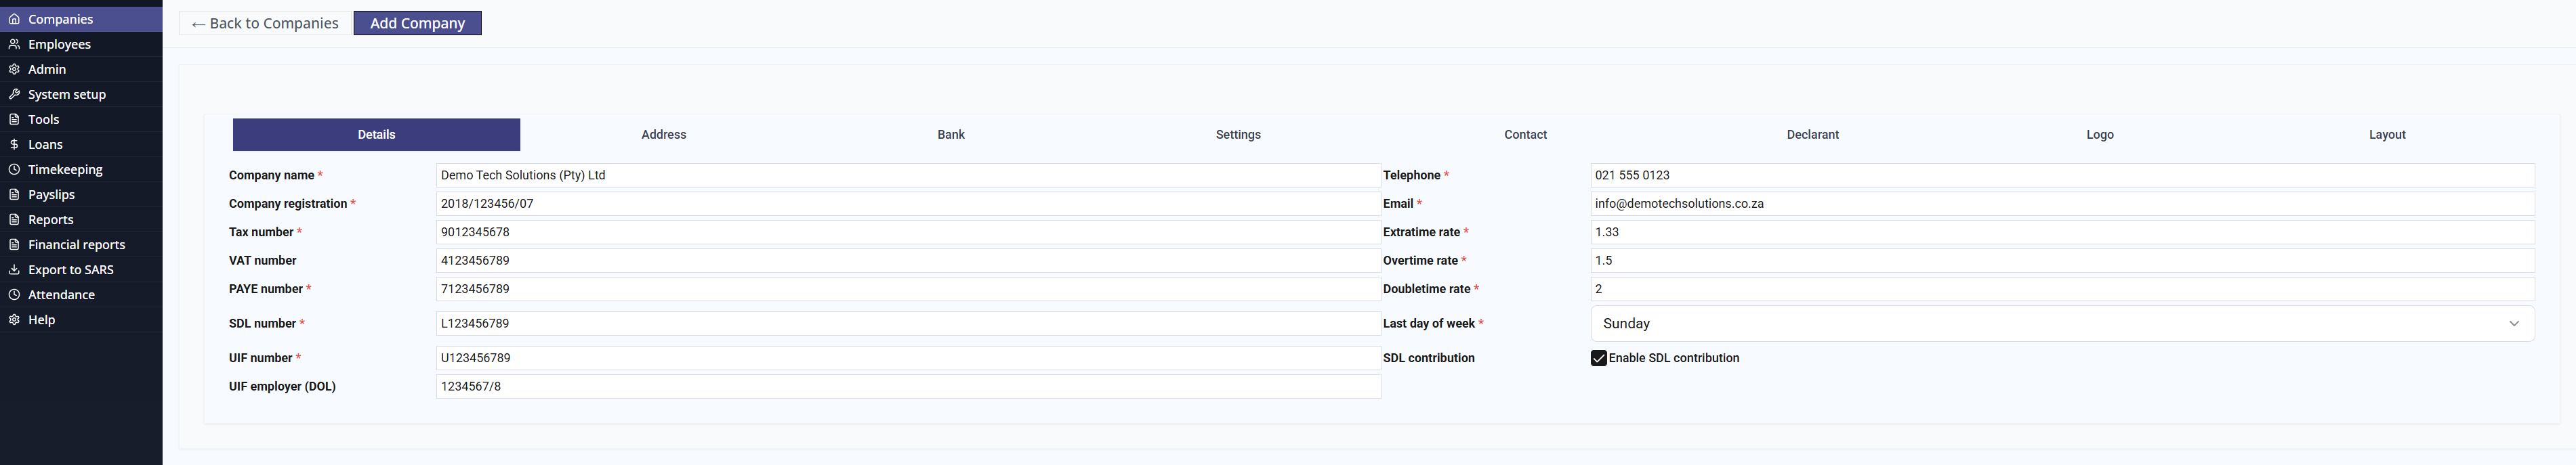 Companies
Employees
Admin
System setup
Tools
Loans
Timekeeping
Payslips
Reports
Financial reports
Export to SARS
Attendance
Help
← Back to Companies Add Company
Details Address Bank Settings Contact Declarant Logo Layout
Company name * Demo Tech Solutions (Pty) Ltd Telephone * 021 555 0123
Company registration * 2018/123456/07 Email * info@demotechsolutions.co.za
Tax number * 9012345678 Extratime rate * 1.33
VAT number 4123456789 Overtime rate * 1.5
PAYE number * 7123456789 Doubletime rate * 2
SDL number * L123456789 Last day of week * Sunday
UIF number * U123456789 SDL contribution Enable SDL contribution
UIF employer (DOL) 1234567/8